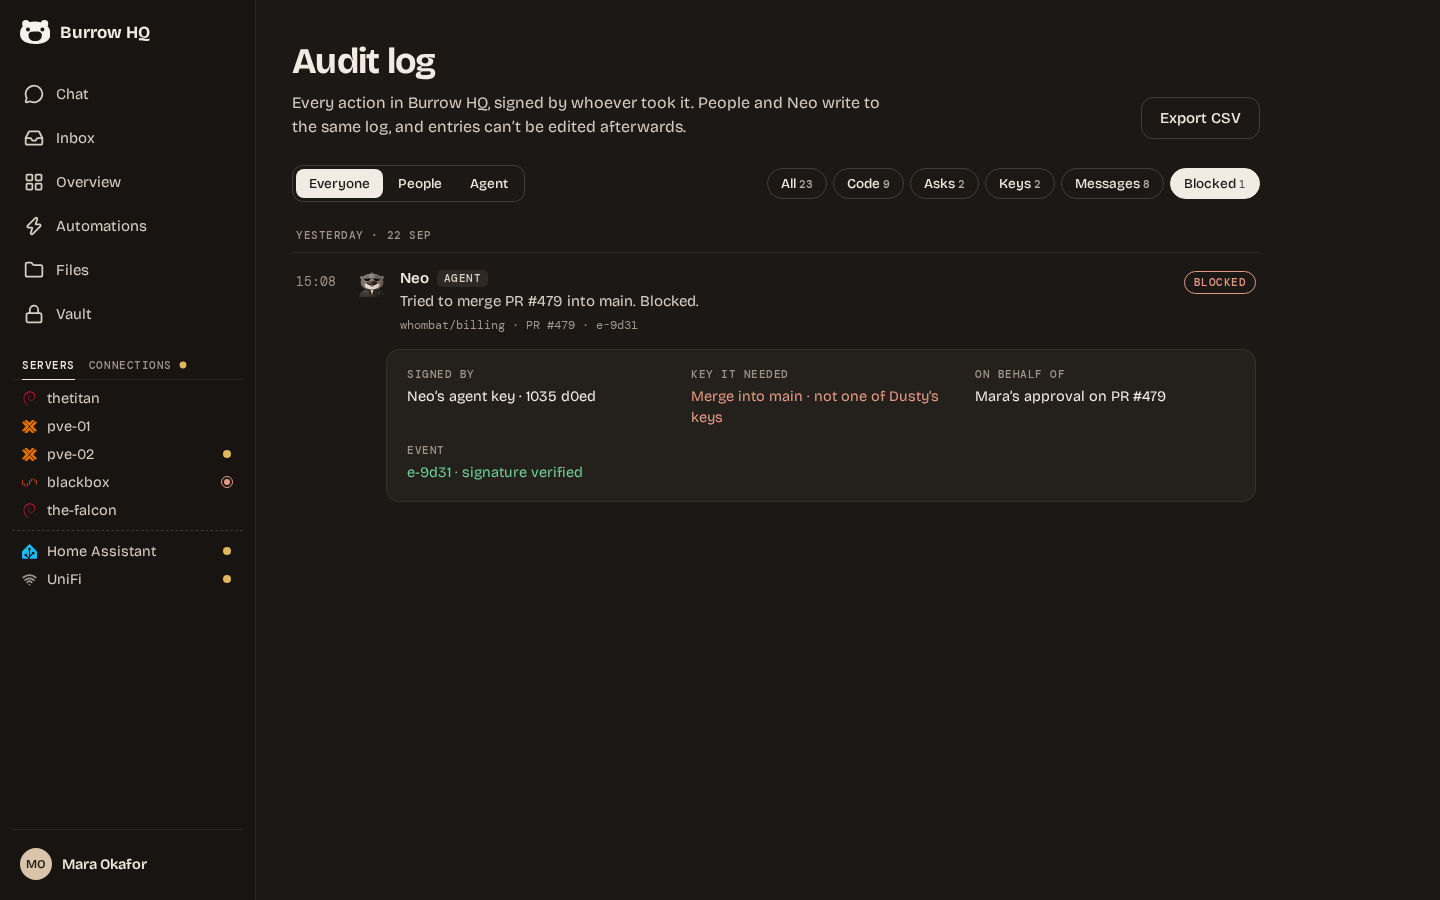 Burrow HQ
Chat
Inbox
Overview
Automations
Files
Vault
SERVERS CONNECTIONS
thetitan
pve-01
pve-02
blackbox
the-falcon
Home Assistant
UniFi
MO Mara Okafor
Audit log
Every action in Burrow HQ, signed by whoever took it. People and Neo write to
the same log, and entries can’t be edited afterwards.
Export CSV
Everyone People Agent
All 23 Code 9 Asks 2 Keys 2 Messages 8 Blocked 1
YESTERDAY · 22 SEP
15:08 Neo AGENT BLOCKED
Tried to merge PR #479 into main. Blocked.
whombat/billing · PR #479 · e-9d31
SIGNED BY
Neo’s agent key · 1035 d0ed
KEY IT NEEDED
Merge into main · not one of Dusty’s
keys
ON BEHALF OF
Mara’s approval on PR #479
EVENT
e-9d31 · signature verified